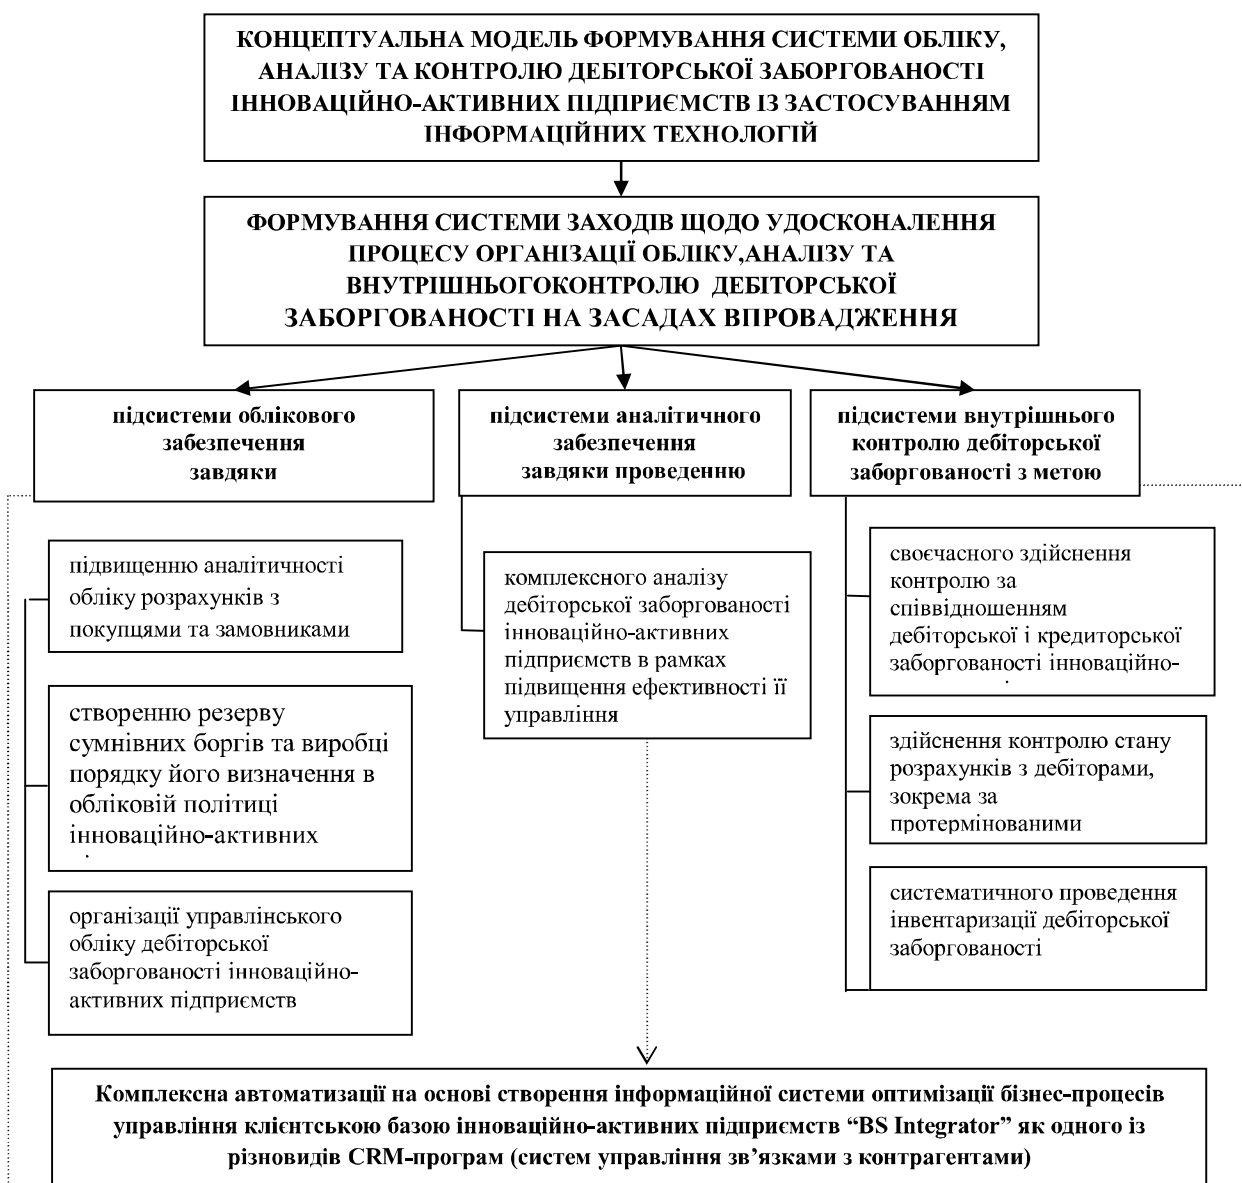 КОНЦЕПТУАЛЬНА МОДЕЛЬ ФОРМУВАННЯ СИСТЕМИ ОБЛІКУ,
АНАЛІЗУ ТА КОНТРОЛЮ ДЕБІТОРСЬКОЇ ЗАБОРГОВАНОСТІ
ІННОВАЦІЙНО-АКТИВНИХ ПІДПРИЄМСТВ ІЗ ЗАСТОСУВАННЯМ
ІНФОРМАЦІЙНИХ ТЕХНОЛОГІЙ
ФОРМУВАННЯ СИСТЕМИ ЗАХОДІВ ЩОДО УДОСКОНАЛЕННЯ
ПРОЦЕСУ ОРГАНІЗАЦІЇ ОБЛІКУ,АНАЛІЗУ ТА
ВНУТРІШНЬОГОКОНТРОЛЮ ДЕБІТОРСЬКОЇ
ЗАБОРГОВАНОСТІ НА ЗАСАДАХ ВПРОВАДЖЕННЯ
підсистеми облікового
забезпечення
завдяки
підвищенню аналітичності
обліку розрахунків з
покупцями та замовниками
створенню резерву
сумнівних боргів та виробці
порядку його визначення в
обліковій політиці
інноваційно-активних
організації управлінського
обліку дебіторської
заборгованості інноваційно-
активних підприємств
підсистеми аналітичного
забезпечення
завдяки проведенню
комплексного аналізу
дебіторської заборгованості
інноваційно-активних
підприємств в рамках
підвищення ефективності її
управління
підсистеми внутрішнього
контролю дебіторської
заборгованості з метою
своєчасного здійснення
контролю за
співвідношенням
дебіторської і кредиторської
заборгованості інноваційно-
здійснення контролю стану
розрахунків з дебіторами,
зокрема за
протермінованими
систематичного проведення
інвентаризації дебіторської
заборгованості
Комплексна автоматизації на основі створення інформаційної системи оптимізації бізнес-процесів
управління клієнтською базою інноваційно-активних підприємств “BS Integrator” як одного із
різновидів CRM-програм (систем управління зв’язками з контрагентами)